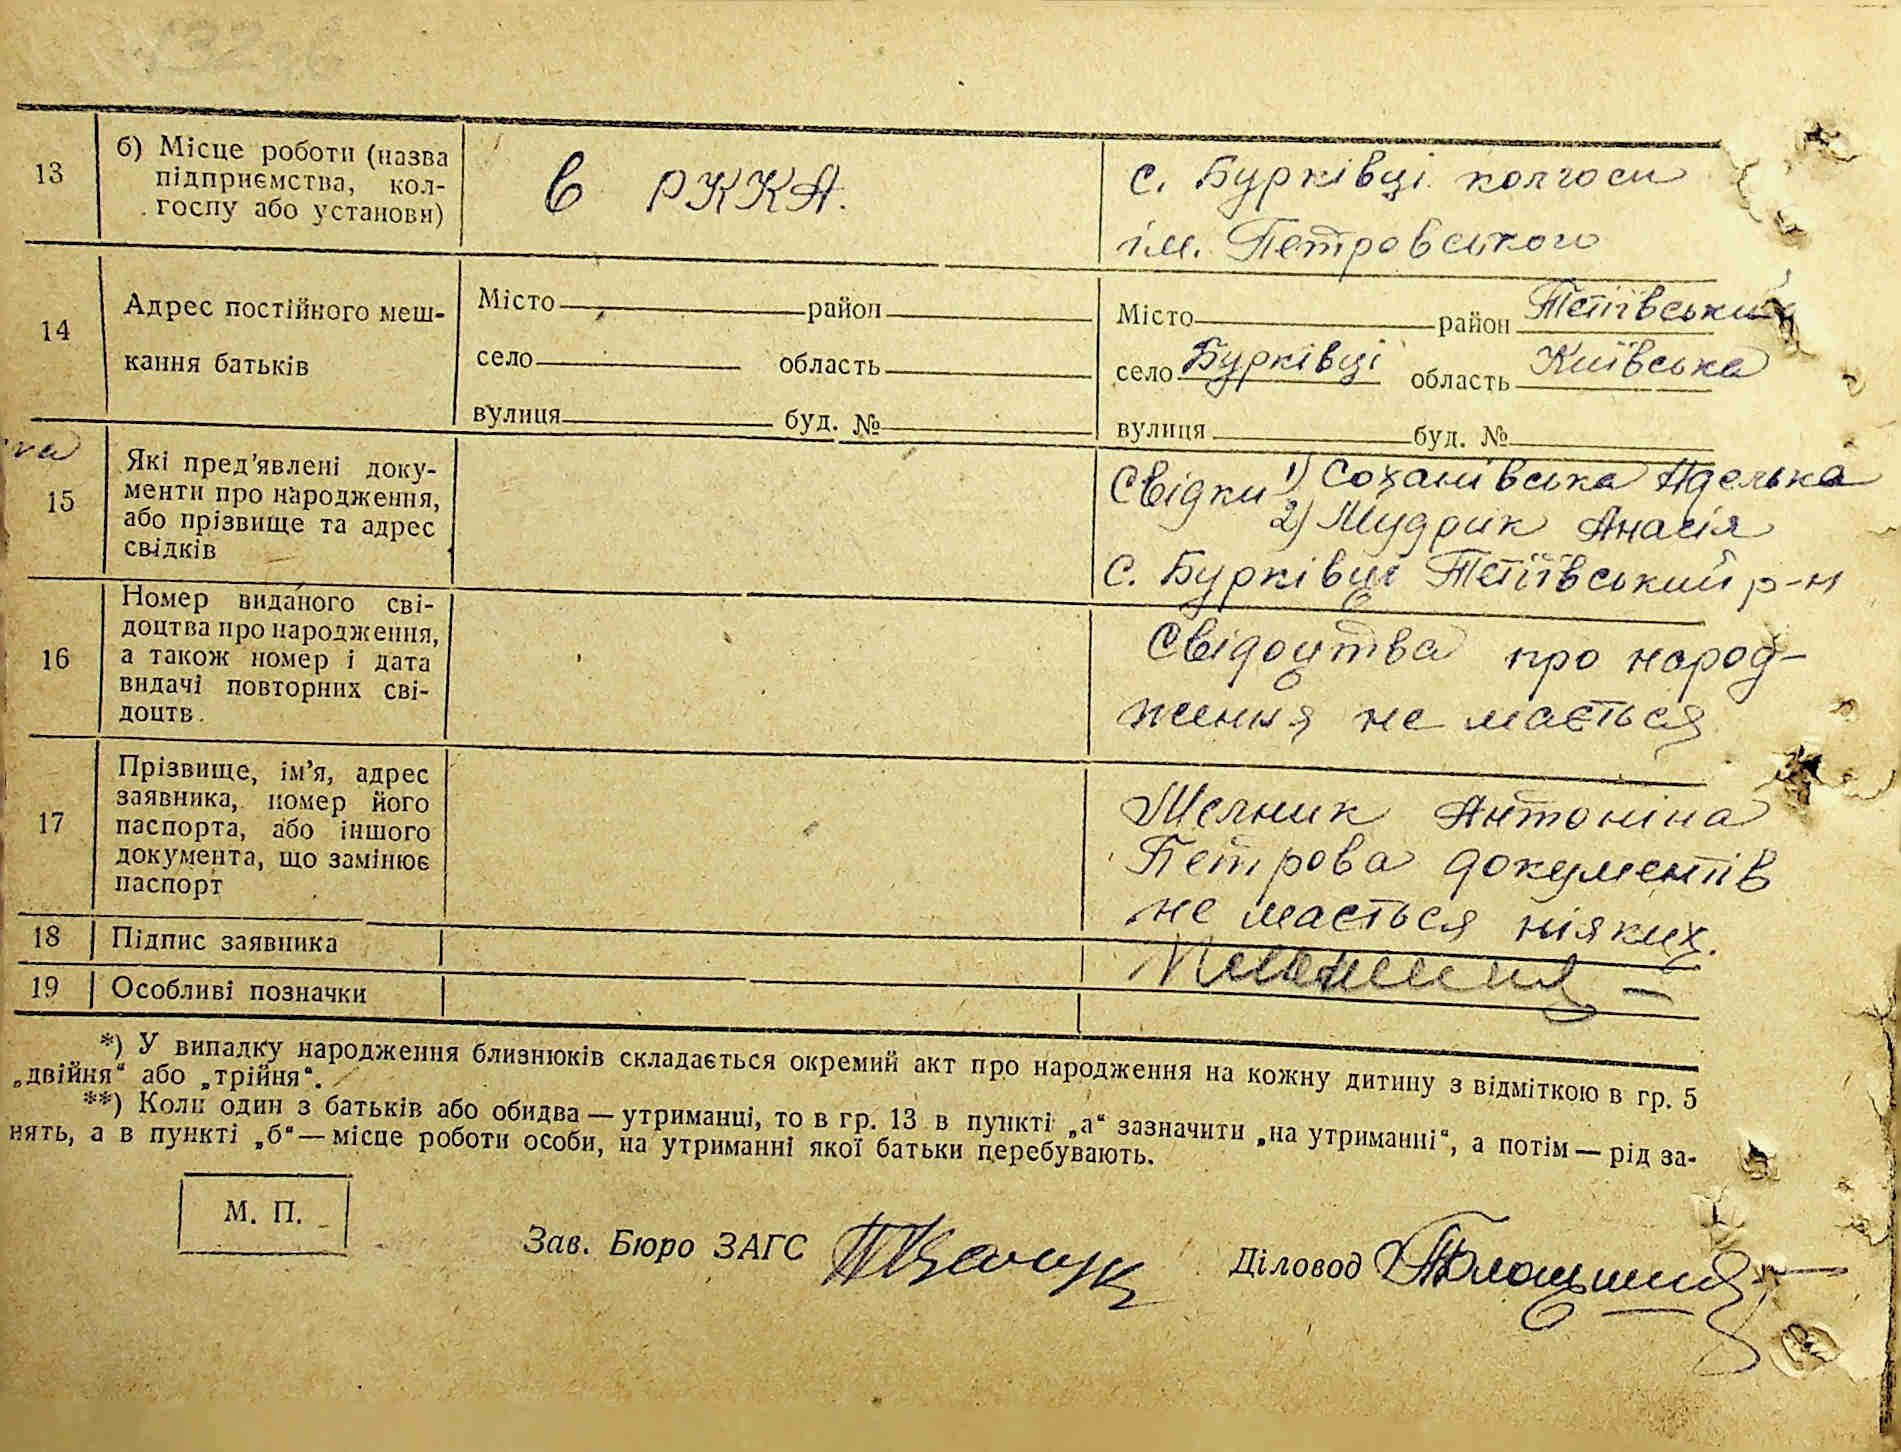 13 б) Місце роботи (назва
підприємства, кол-
госпу або установи)
в РККА.
с. Бурківці колгосп
ім. Петровського
14 Адрес постійного меш-
кання батьків
Місто район
село область
вулиця буд. №
Місто район Тетіївський
село Бурківці область Київська
вулиця буд. №
15 Які пред’явлені доку-
менти про народження,
або прізвище та адрес
свідків
Свідки 1) Соханівська Аделька
2) Мудрик Анасія
с. Бурківці Тетіївський р-н
16 Номер виданого сві-
доцтва про народження,
а також номер і дата
видачі повторних сві-
доцтв.
Свідоцтва про народ-
ження не мається
17 Прізвище, ім’я, адрес
заявника, номер його
паспорта, або іншого
документа, що замінює
паспорт
Мельник Антоніна
Петрова документів
не мається ніяких.
18 Підпис заявника
19 Особливі позначки
*) У випадку народження близнюків складається окремий акт про народження на кожну дитину з відміткою в гр. 5
„двійня“ або „трійня“.
**) Коли один з батьків або обидва — утриманці, то в гр. 13 в пункті „а“ зазначити „на утриманні“, а потім — рід за-
нять, а в пункті „б“ — місце роботи особи, на утриманні якої батьки перебувають.
М. П.
Зав. Бюро ЗАГС
Діловод